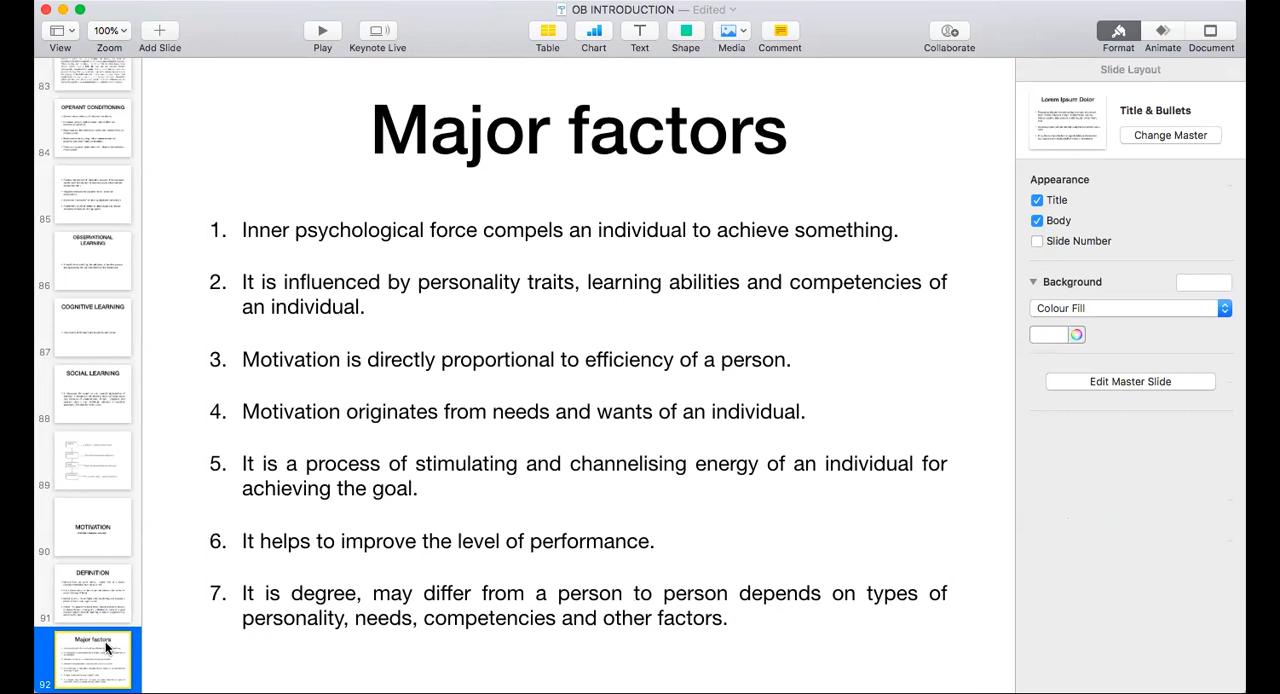 OB INTRODUCTION — Edited
100%
View
Zoom
Add Slide
Play
Keynote Live
Table
Chart
Text
Shape
Media
Comment
Collaborate
Format
Animate
Document
83
OPERANT CONDITIONING
84
85
OBSERVATIONAL
LEARNING
86
COGNITIVE LEARNING
87
SOCIAL LEARNING
88
89
MOTIVATION
90
DEFINITION
91
Major factors
92
Major factors
1. Inner psychological force compels an individual to achieve something.
2. It is influenced by personality traits, learning abilities and competencies of
an individual.
3. Motivation is directly proportional to efficiency of a person.
4. Motivation originates from needs and wants of an individual.
5. It is a process of stimulating and channelising energy of an individual for
achieving the goal.
6. It helps to improve the level of performance.
7. It is degree, may differ from a person to person depends on types of
personality, needs, competencies and other factors.
Slide Layout
Lorem Ipsum Dolor
Title & Bullets
Change Master
Appearance
Title
Body
Slide Number
Background
Colour Fill
Edit Master Slide